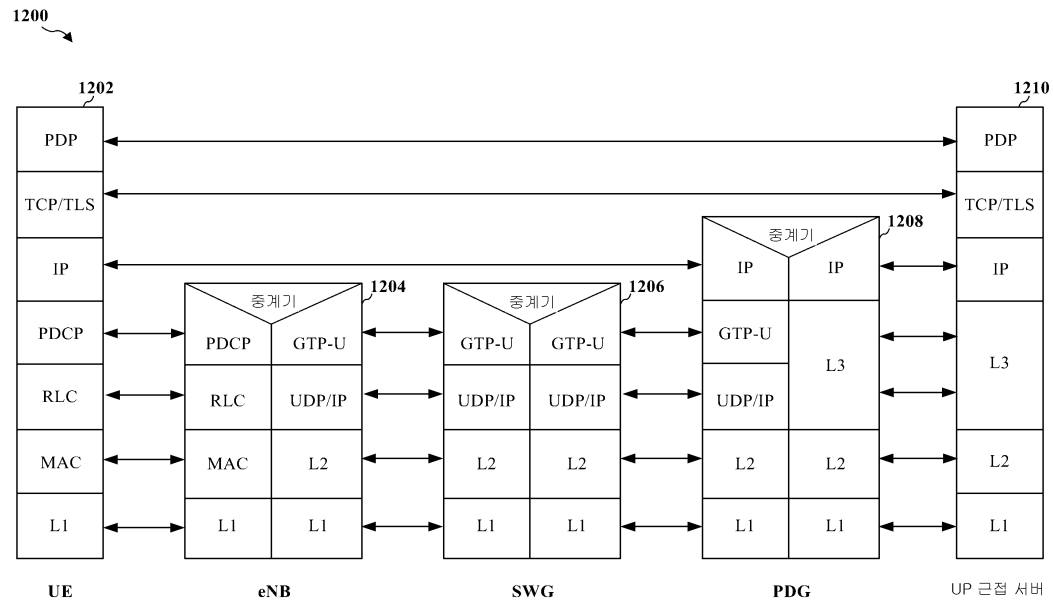 1200
1202
PDP
TCP/TLS
IP
PDCP
RLC
MAC
L1
UE
1204
중계기
PDCP GTP-U
RLC UDP/IP
MAC L2
L1 L1
eNB
1206
중계기
GTP-U GTP-U
UDP/IP UDP/IP
L2 L2
L1 L1
SWG
1208
중계기
IP IP
GTP-U
L3
UDP/IP
L2 L2
L1 L1
PDG
1210
PDP
TCP/TLS
IP
L3
L2
L1
UP 근접 서버